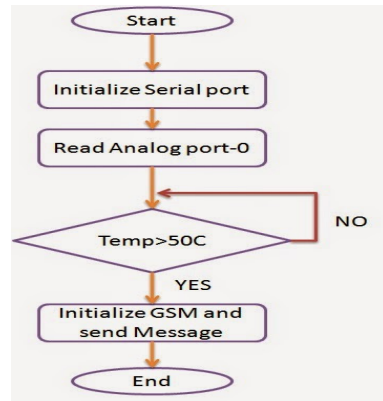 Start
Initialize Serial port
Read Analog port-0
Temp>50C
NO
YES
Initialize GSM and
send Message
End